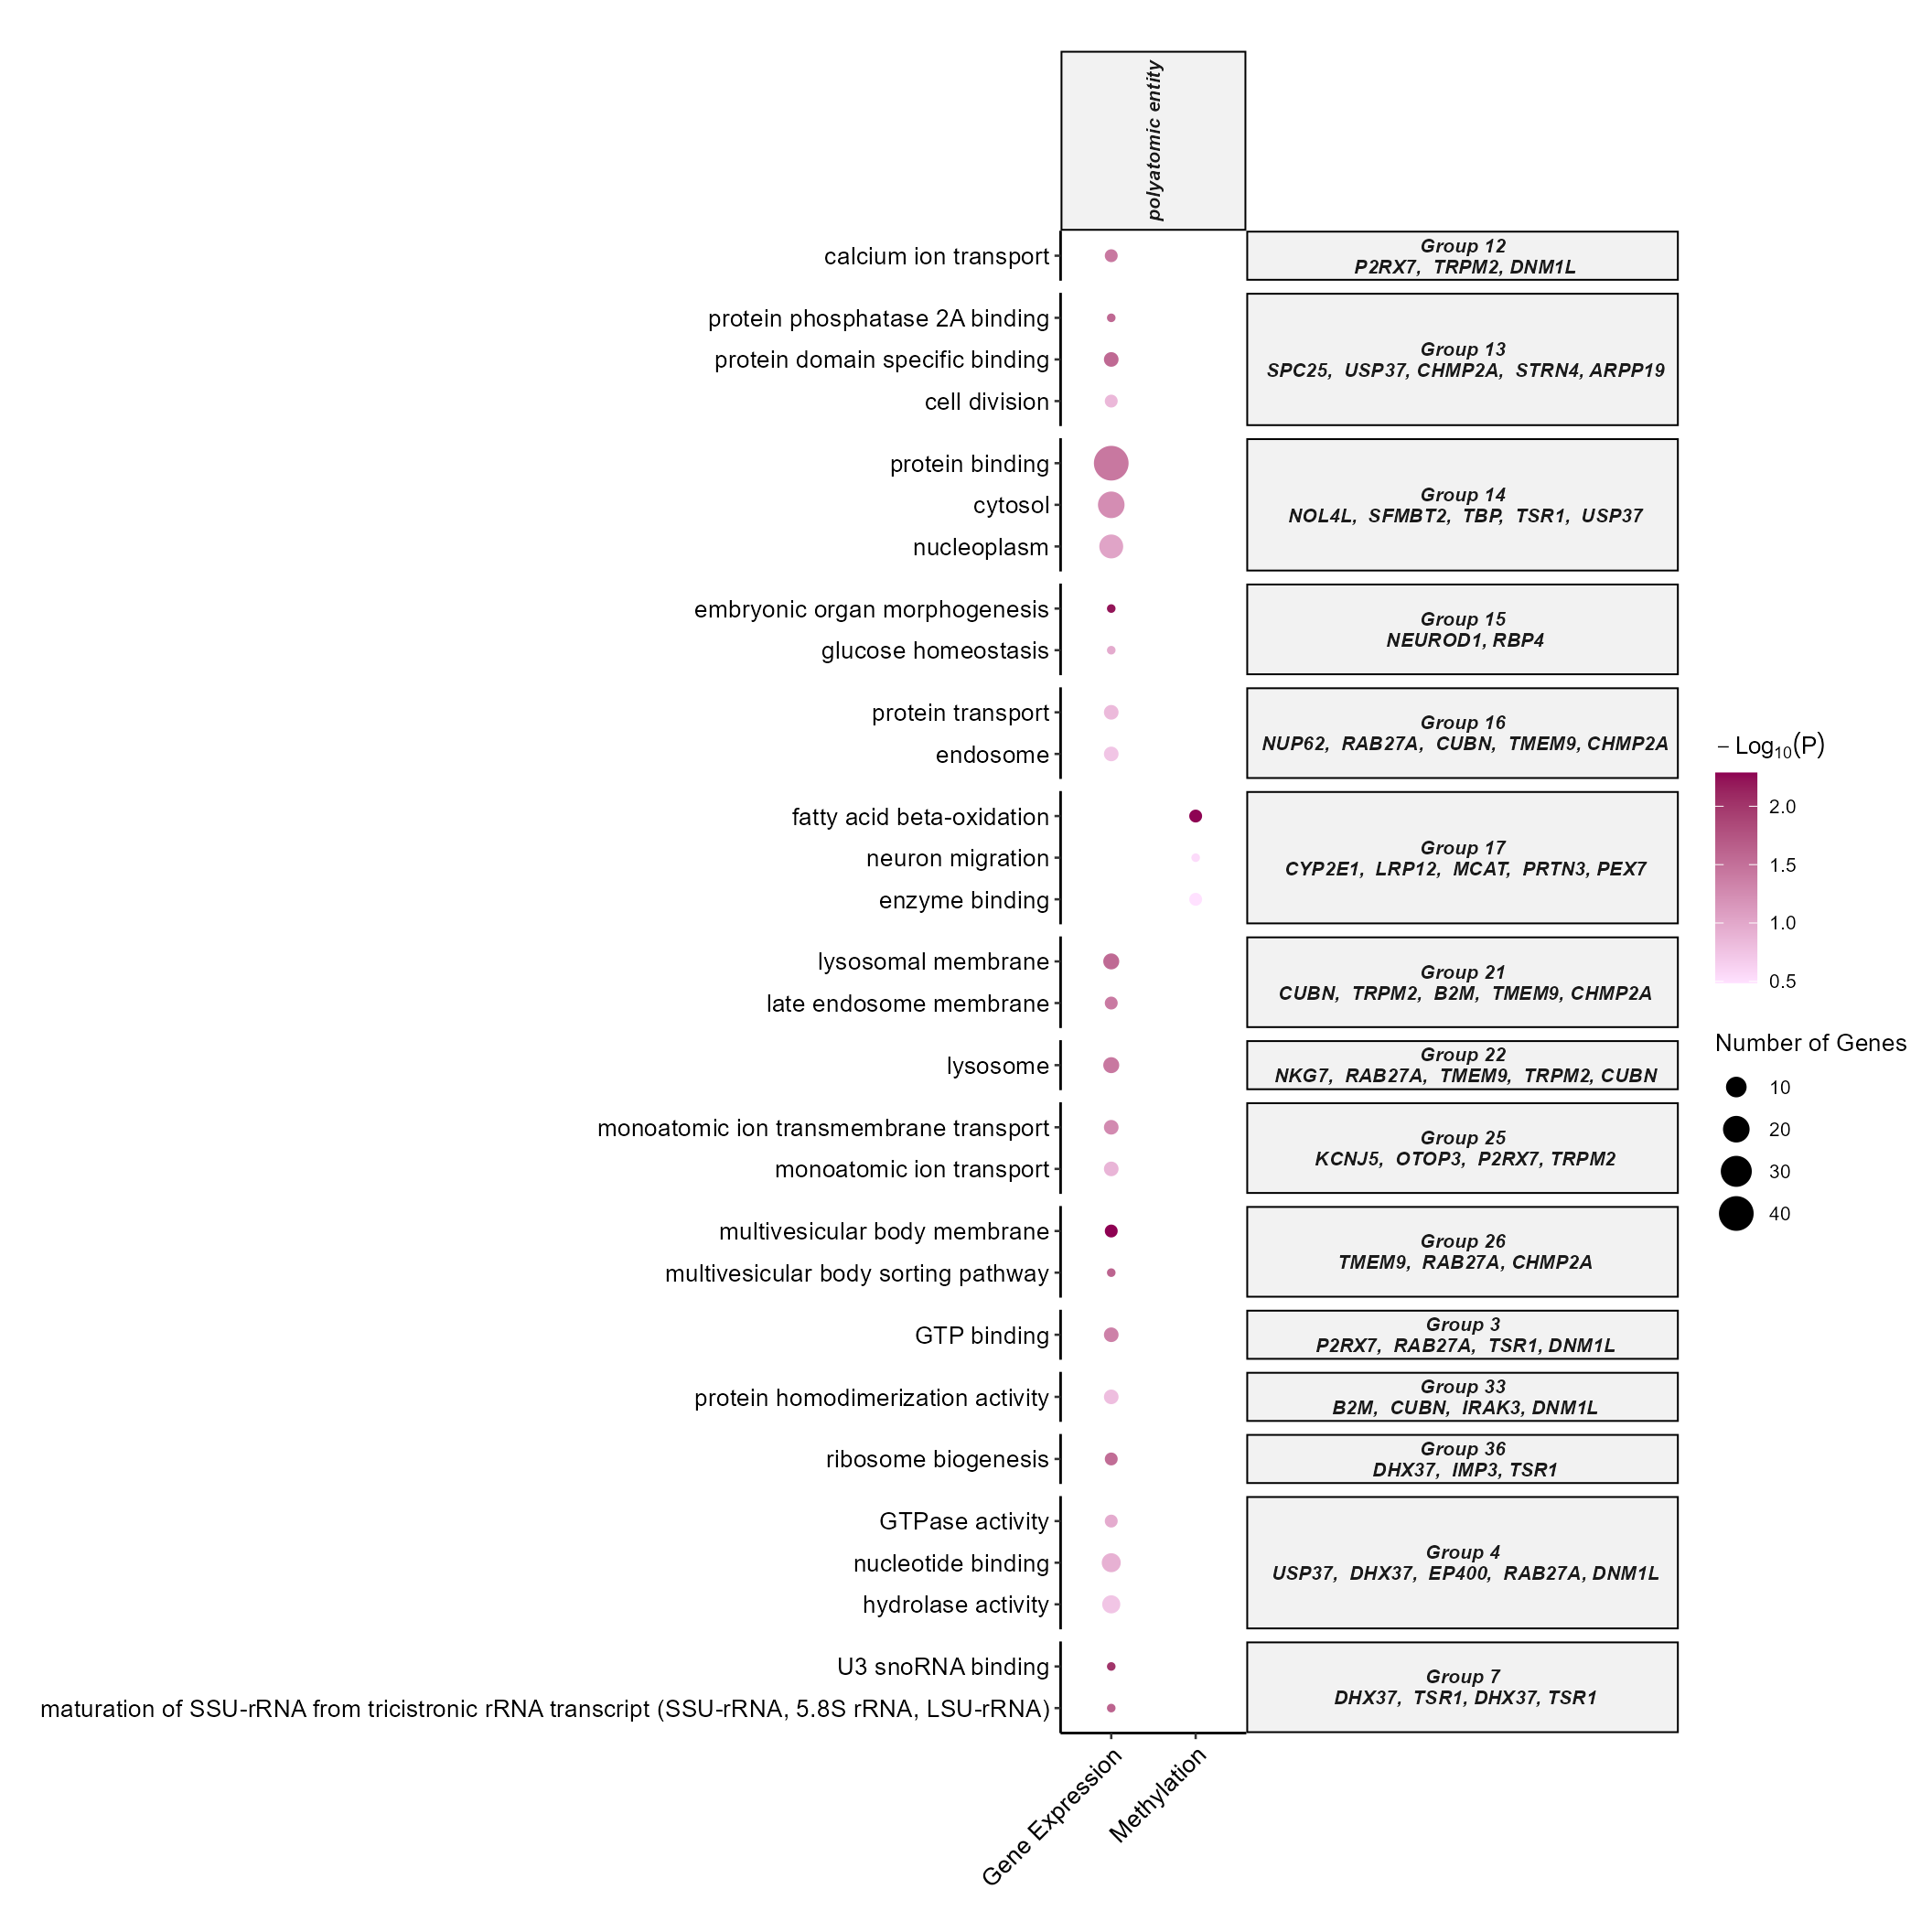 polyatomic entity
calcium ion transport
Group 12
P2RX7, TRPM2, DNM1L
protein phosphatase 2A binding
protein domain specific binding
cell division
Group 13
SPC25, USP37, CHMP2A, STRN4, ARPP19
protein binding
cytosol
nucleoplasm
Group 14
NOL4L, SFMBT2, TBP, TSR1, USP37
embryonic organ morphogenesis
glucose homeostasis
Group 15
NEUROD1, RBP4
protein transport
endosome
Group 16
NUP62, RAB27A, CUBN, TMEM9, CHMP2A
fatty acid beta-oxidation
neuron migration
enzyme binding
Group 17
CYP2E1, LRP12, MCAT, PRTN3, PEX7
lysosomal membrane
late endosome membrane
Group 21
CUBN, TRPM2, B2M, TMEM9, CHMP2A
lysosome
Group 22
NKG7, RAB27A, TMEM9, TRPM2, CUBN
monoatomic ion transmembrane transport
monoatomic ion transport
Group 25
KCNJ5, OTOP3, P2RX7, TRPM2
multivesicular body membrane
multivesicular body sorting pathway
Group 26
TMEM9, RAB27A, CHMP2A
GTP binding
Group 3
P2RX7, RAB27A, TSR1, DNM1L
protein homodimerization activity
Group 33
B2M, CUBN, IRAK3, DNM1L
ribosome biogenesis
Group 36
DHX37, IMP3, TSR1
GTPase activity
nucleotide binding
hydrolase activity
Group 4
USP37, DHX37, EP400, RAB27A, DNM1L
U3 snoRNA binding
maturation of SSU-rRNA from tricistronic rRNA transcript (SSU-rRNA, 5.8S rRNA, LSU-rRNA)
Group 7
DHX37, TSR1, DHX37, TSR1
Gene Expression
Methylation
− Log₁₀(P)
2.0
1.5
1.0
0.5
Number of Genes
10
20
30
40